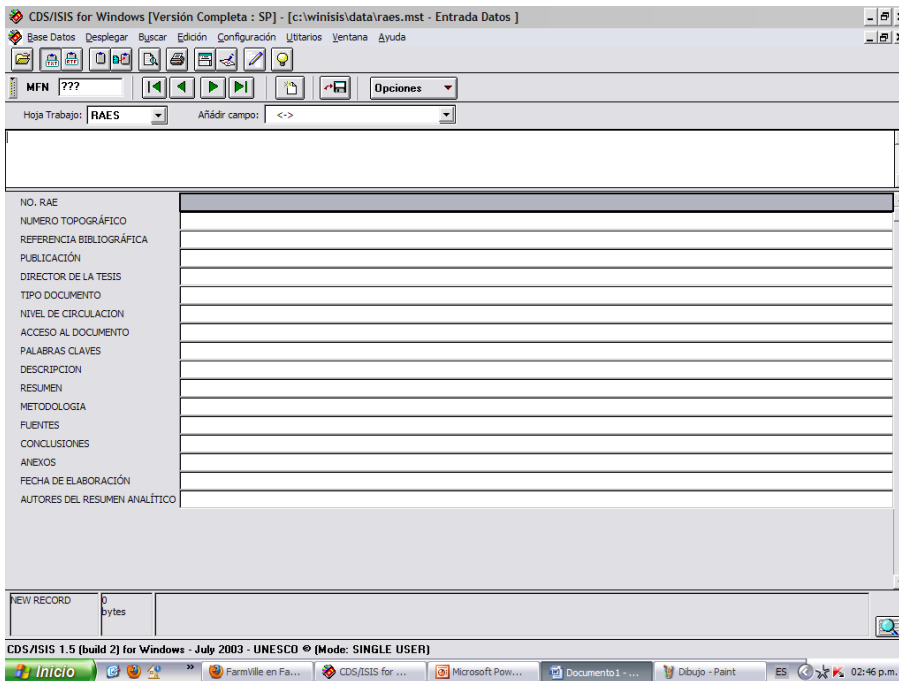 CDS/ISIS for Windows [Versión Completa : SP] - [c:\winisis\data\raes.mst - Entrada Datos ]
Base Datos Desplegar Buscar Edición Configuración Utitarios Ventana Ayuda
MFN ??? Opciones
Hoja Trabajo: RAES Añádir campo: <->
NO. RAE
NUMERO TOPOGRÁFICO
REFERENCIA BIBLIOGRÁFICA
PUBLICACIÓN
DIRECTOR DE LA TESIS
TIPO DOCUMENTO
NIVEL DE CIRCULACION
ACCESO AL DOCUMENTO
PALABRAS CLAVES
DESCRIPCION
RESUMEN
METODOLOGIA
FUENTES
CONCLUSIONES
ANEXOS
FECHA DE ELABORACIÓN
AUTORES DEL RESUMEN ANALÍTICO
NEW RECORD 0 bytes
CDS/ISIS 1.5 (build 2) for Windows - July 2003 - UNESCO © (Mode: SINGLE USER)
Inicio » FarmVille en Fa... CDS/ISIS for ... Microsoft Pow... Documento1 - ... Dibujo - Paint ES 02:46 p.m.